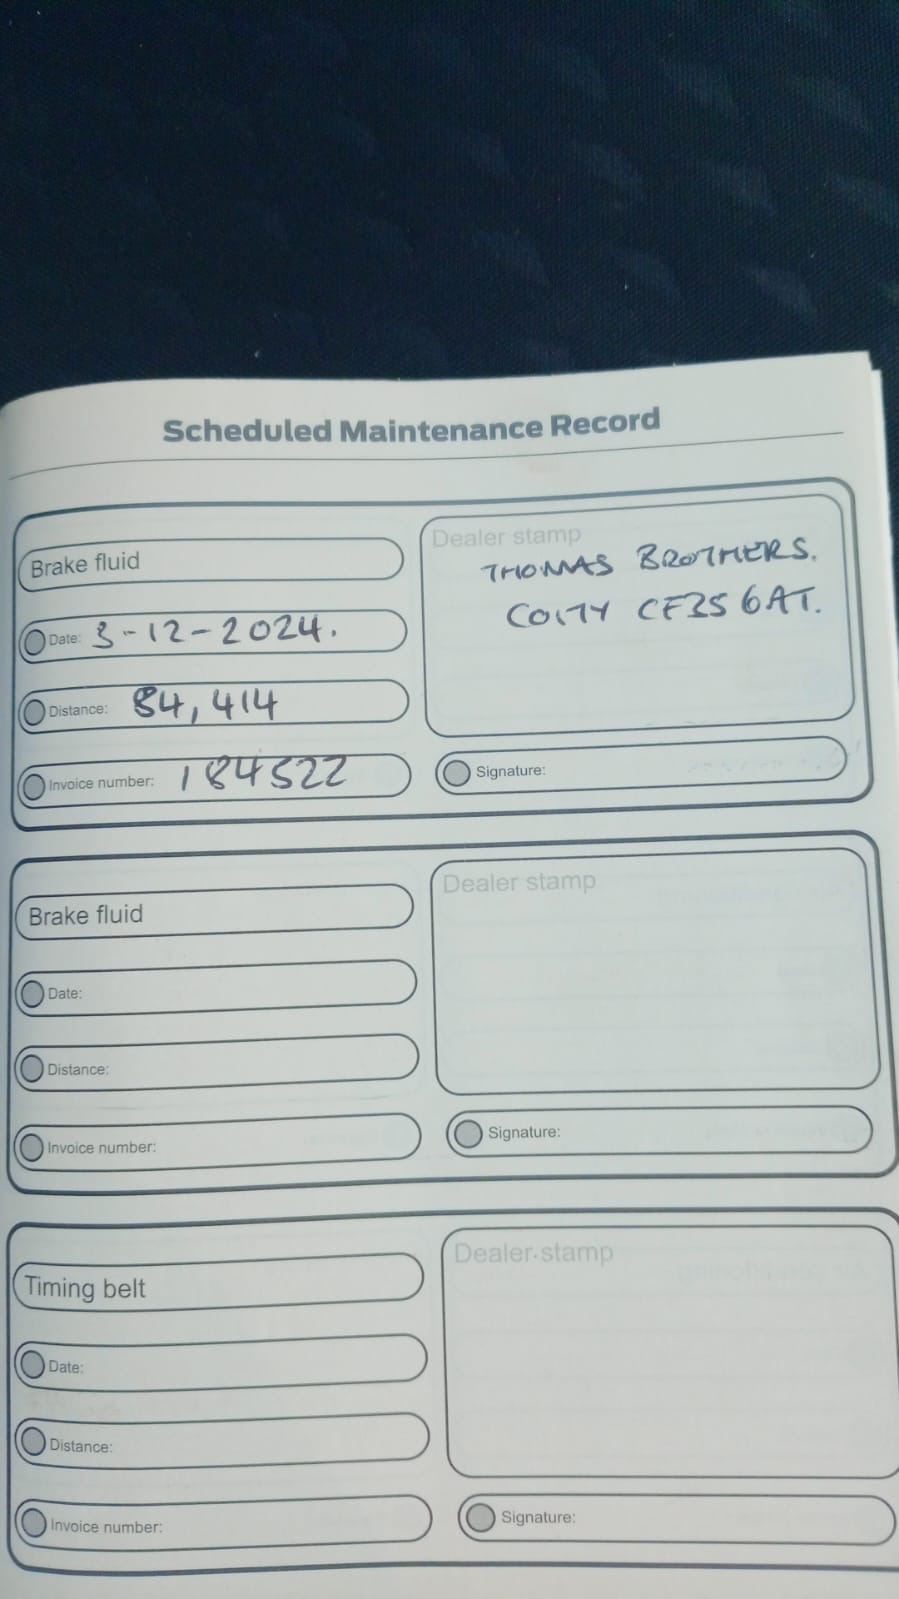 Scheduled Maintenance Record
Brake fluid
Date: 3-12-2024.
Distance: 84,414
Invoice number: 184522
Dealer stamp
THOMAS BROTHERS.
COITY CF35 6AT.
Signature:
Brake fluid
Date:
Distance:
Invoice number:
Dealer stamp
Signature:
Timing belt
Date:
Distance:
Invoice number:
Dealer stamp
Signature: